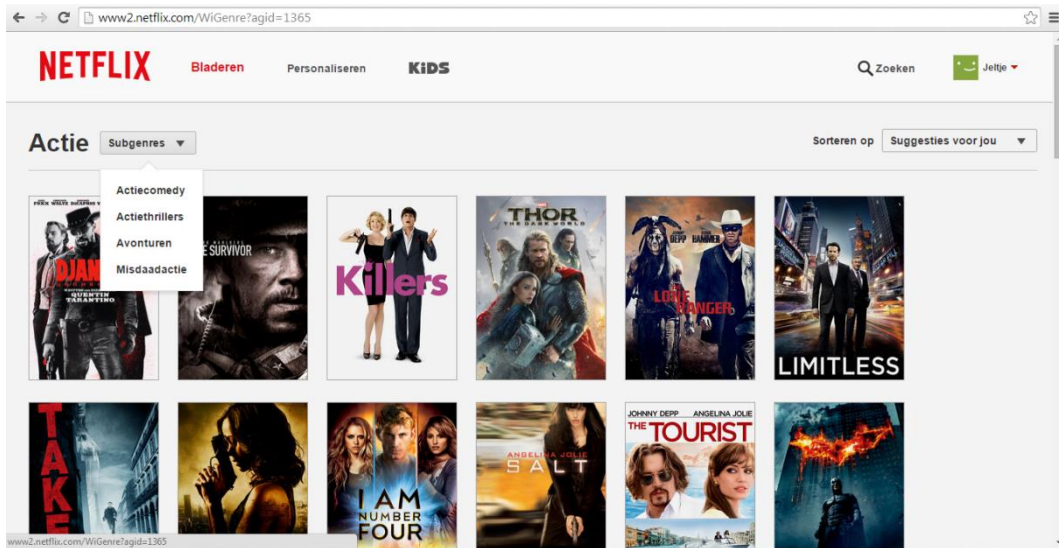 www2.netflix.com/WiGenre?agid=1365
NETFLIX
Bladeren
Personaliseren
KiDS
Zoeken
Jeltje
Actie
Subgenres
Sorteren op
Suggesties voor jou
Actiecomedy
Actiethrillers
Avonturen
Misdaadactie
DJAN
QUENTIN
TARANTINO
E SURVIVOR
Killers
THOR
THE DARK WORLD
DEPP HAMMER
LONE
RANGER
LIMITLESS
TAKE
I AM
NUMBER
FOUR
ANGELINA JOLIE
SALT
JOHNNY DEPP ANGELINA JOLIE
THE TOURIST
www2.netflix.com/WiGenre?agid=1365